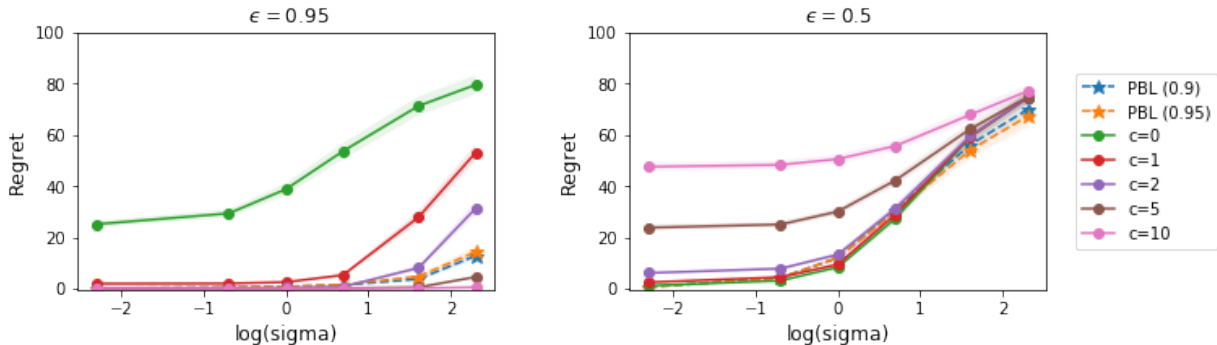 ϵ = 0.95
100
80
60
40
20
0
Regret
−2
−1
0
1
2
log(sigma)
ϵ = 0.5
100
80
60
40
20
0
Regret
−2
−1
0
1
2
log(sigma)
PBL (0.9)
PBL (0.95)
c=0
c=1
c=2
c=5
c=10